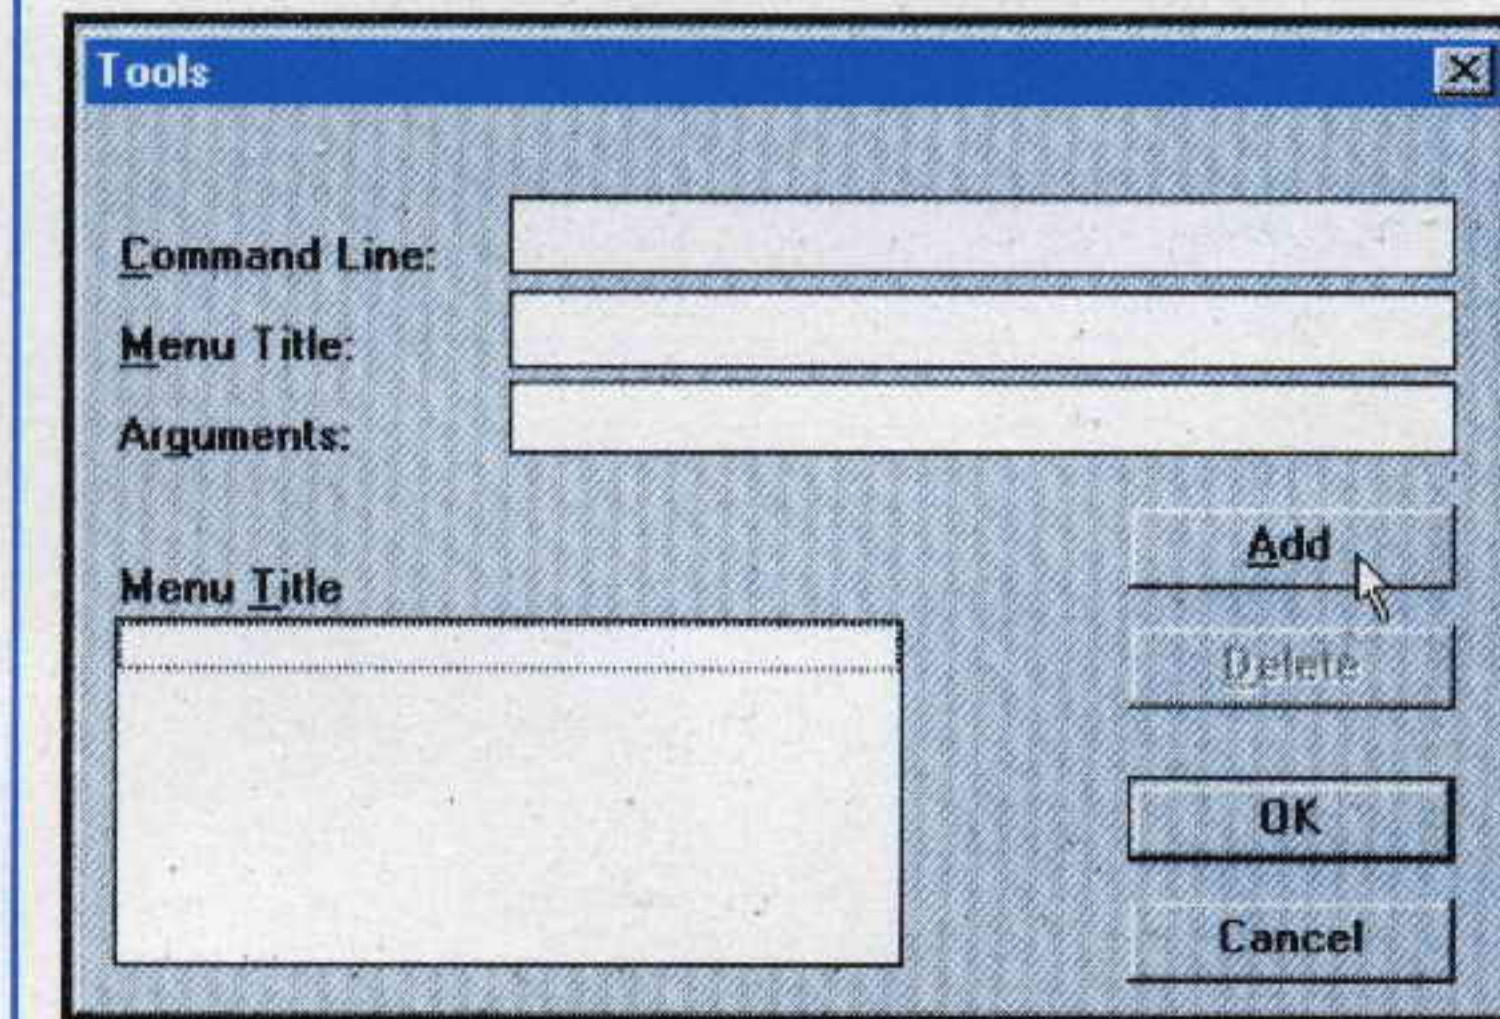 Tools
Command Line:
Menu Title:
Arguments:
Add
Menu Title
Delete
OK
Cancel